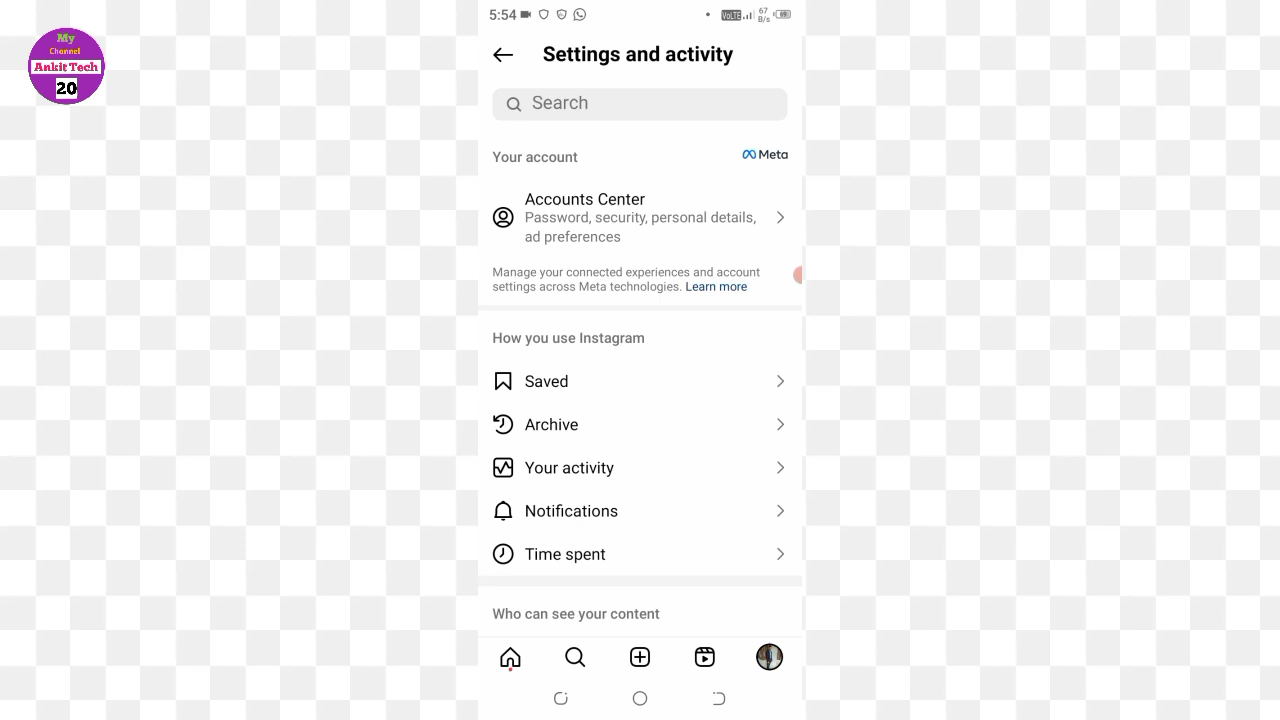 My
Channel
Ankit Tech
20
5:54
VoLTE
67
B/s
69
Settings and activity
Search
Your account
Meta
Accounts Center
Password, security, personal details,
ad preferences
Manage your connected experiences and account
settings across Meta technologies. Learn more
How you use Instagram
Saved
Archive
Your activity
Notifications
Time spent
Who can see your content